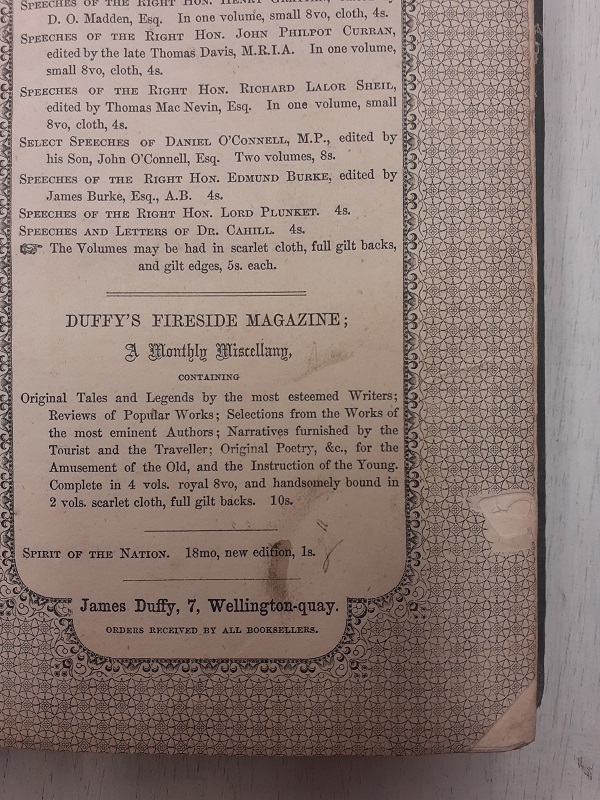 SPEECHES OF THE RIGHT HON. HENRY
D. O. Madden, Esq. In one volume, small 8vo, cloth, 4s.
SPEECHES OF THE RIGHT HON. JOHN PHILPOT CURRAN,
edited by the late Thomas Davis, M.R.I.A. In one volume,
small 8vo, cloth, 4s.
SPEECHES OF THE RIGHT HON. RICHARD LALOR SHEIL,
edited by Thomas Mac Nevin, Esq. In one volume, small
8vo, cloth, 4s.
SELECT SPEECHES OF DANIEL O'CONNELL, M.P., edited by
his Son, John O'Connell, Esq. Two volumes, 8s.
SPEECHES OF THE RIGHT HON. EDMUND BURKE, edited by
James Burke, Esq., A.B. 4s.
SPEECHES OF THE RIGHT HON. LORD PLUNKET. 4s.
SPEECHES AND LETTERS OF DR. CAHILL. 4s.
☞ The Volumes may be had in scarlet cloth, full gilt backs,
and gilt edges, 5s. each.
DUFFY'S FIRESIDE MAGAZINE;
A Monthly Miscellany,
CONTAINING
Original Tales and Legends by the most esteemed Writers;
Reviews of Popular Works; Selections from the Works of
the most eminent Authors; Narratives furnished by the
Tourist and the Traveller; Original Poetry, &c., for the
Amusement of the Old, and the Instruction of the Young.
Complete in 4 vols. royal 8vo, and handsomely bound in
2 vols. scarlet cloth, full gilt backs. 10s.
SPIRIT OF THE NATION. 18mo, new edition, 1s.
James Duffy, 7, Wellington-quay.
ORDERS RECEIVED BY ALL BOOKSELLERS.